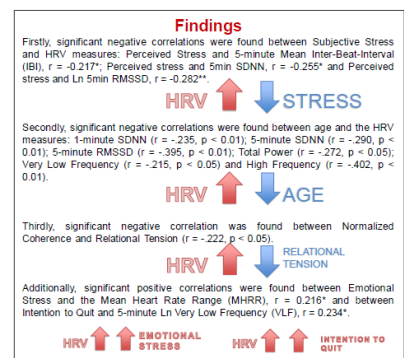 Findings
Firstly, significant negative correlations were found between Subjective Stress
and HRV measures: Perceived Stress and 5-minute Mean Inter-Beat-Interval
(IBI), r = -0.217*; Perceived stress and 5min SDNN, r = -0.255* and Perceived
stress and Ln 5min RMSSD, r = -0.282**.
HRV STRESS
Secondly, significant negative correlations were found between age and the HRV
measures: 1-minute SDNN (r = -.235, p < 0.01); 5-minute SDNN (r = -.290, p <
0.01); 5-minute RMSSD (r = -.395, p < 0.01); Total Power (r = -.272, p < 0.05);
Very Low Frequency (r = -.215, p < 0.05) and High Frequency (r = -.402, p <
0.01).
HRV AGE
Thirdly, significant negative correlation was found between Normalized
Coherence and Relational Tension (r = -.222, p < 0.05).
HRV RELATIONAL
TENSION
Additionally, significant positive correlations were found between Emotional
Stress and the Mean Heart Rate Range (MHRR), r = 0.216* and between
Intention to Quit and 5-minute Ln Very Low Frequency (VLF), r = 0.234*.
HRV EMOTIONAL
STRESS
HRV INTENTION TO
QUIT